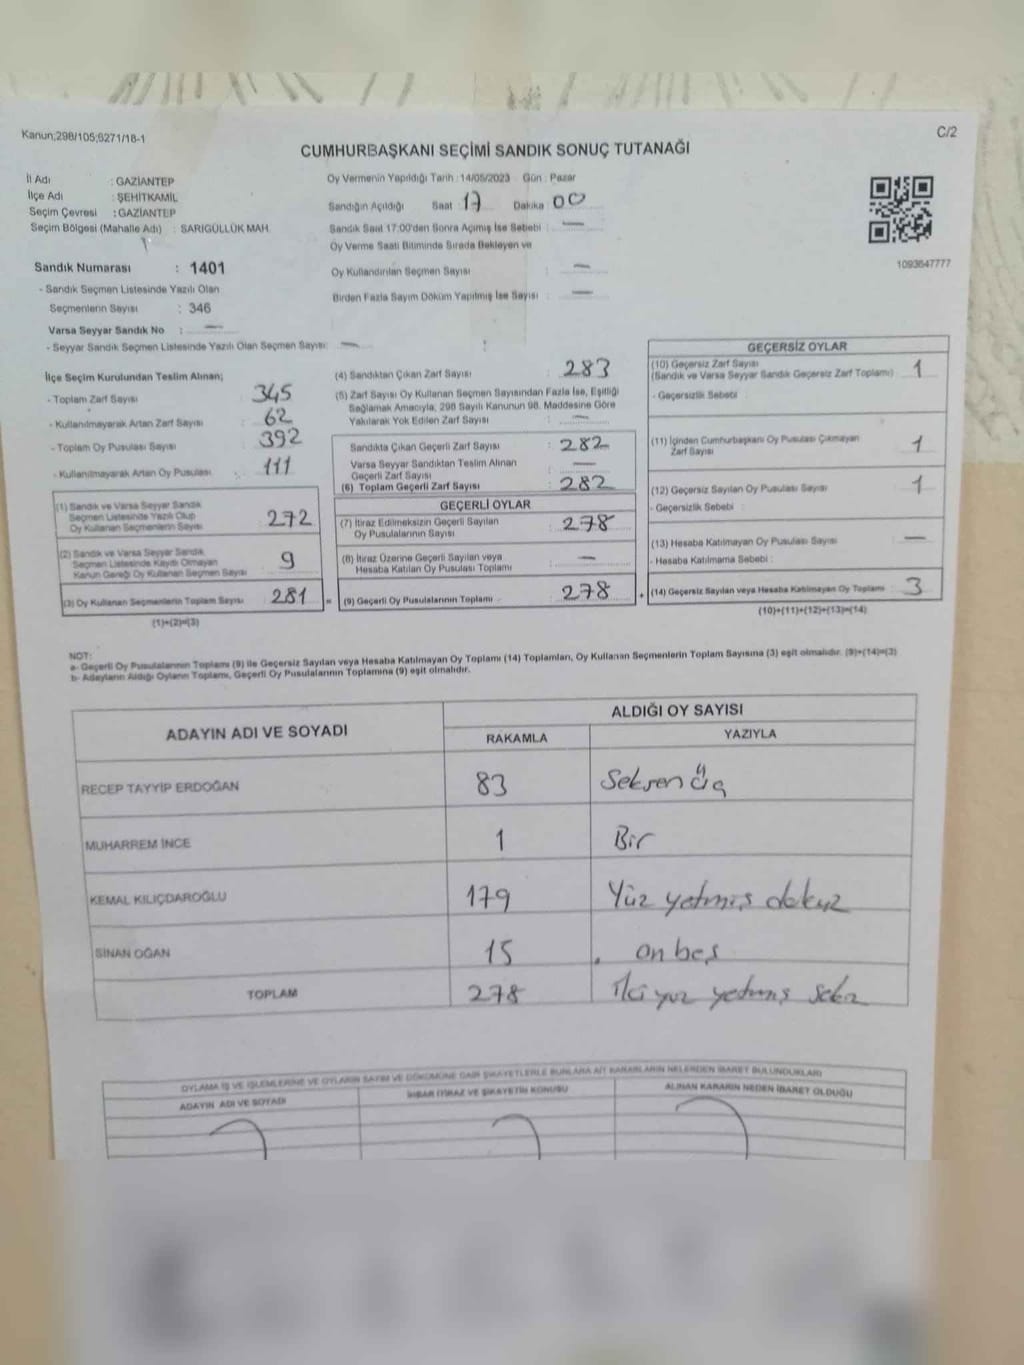 Kanun;298/105;6271/18-1
C/2
CUMHURBAŞKANI SEÇİMİ SANDIK SONUÇ TUTANAĞI
İl Adı : GAZİANTEP
İlçe Adı : ŞEHİTKAMİL
Seçim Çevresi : GAZİANTEP
Seçim Bölgesi (Mahalle Adı) : SARIGÜLLÜK MAH.
Oy Vermenin Yapıldığı Tarih : 14/05/2023 Gün : Pazar
Sandığın Açıldığı Saat : 17 Dakika 00
Sandık Saat 17:00'den Sonra Açılmış İse Sebebi : —
Oy Verme Saati Bitiminde Sırada Bekleyen ve
Oy Kullandırılan Seçmen Sayısı : —
Birden Fazla Sayım Döküm Yapılmış İse Sayısı : —
1093647777
Sandık Numarası : 1401
- Sandık Seçmen Listesinde Yazılı Olan
Seçmenlerin Sayısı : 346
Varsa Seyyar Sandık No : —
- Seyyar Sandık Seçmen Listesinde Yazılı Olan Seçmen Sayısı: —
İlçe Seçim Kurulundan Teslim Alınan;
- Toplam Zarf Sayısı : 345
- Kullanılmayarak Artan Zarf Sayısı : 62
- Toplam Oy Pusulası Sayısı : 392
- Kullanılmayarak Artan Oy Pusulası : 111
(1) Sandık ve Varsa Seyyar Sandık
Seçmen Listesinde Yazılı Olup
Oy Kullanan Seçmenlerin Sayısı : 272
(2) Sandık ve Varsa Seyyar Sandık
Seçmen Listesinde Kayıtlı Olmayan
Kanun Gereği Oy Kullanan Seçmen Sayısı 9
(3) Oy Kullanan Seçmenlerin Toplam Sayısı 281
(1)+(2)=(3)
(4) Sandıktan Çıkan Zarf Sayısı : 283
(5) Zarf Sayısı Oy Kullanan Seçmen Sayısından Fazla İse, Eşitliği
Sağlamak Amacıyla, 298 Sayılı Kanunun 98. Maddesine Göre
Yakılarak Yok Edilen Zarf Sayısı : —
Sandıkta Çıkan Geçerli Zarf Sayısı : 282
Varsa Seyyar Sandıktan Teslim Alınan
Geçerli Zarf Sayısı : —
(6) Toplam Geçerli Zarf Sayısı : 282
GEÇERLİ OYLAR
(7) İtiraz Edilmeksizin Geçerli Sayılan
Oy Pusulalarının Sayısı : 278
(8) İtiraz Üzerine Geçerli Sayılan veya
Hesaba Katılan Oy Pusulası Toplamı : —
= (9) Geçerli Oy Pusulalarının Toplamı : 278
GEÇERSİZ OYLAR
(10) Geçersiz Zarf Sayısı
(Sandık ve Varsa Seyyar Sandık Geçersiz Zarf Toplamı) : 1
- Geçersizlik Sebebi :
(11) İçinden Cumhurbaşkanı Oy Pusulası Çıkmayan
Zarf Sayısı : 1
(12) Geçersiz Sayılan Oy Pusulası Sayısı : 1
- Geçersizlik Sebebi :
(13) Hesaba Katılmayan Oy Pusulası Sayısı : —
- Hesaba Katılmama Sebebi :
+ (14) Geçersiz Sayılan veya Hesaba Katılmayan Oy Toplamı : 3
(10)+(11)+(12)+(13)=(14)
NOT:
a- Geçerli Oy Pusulalarının Toplamı (9) ile Geçersiz Sayılan veya Hesaba Katılmayan Oy Toplamı (14) Toplamları, Oy Kullanan Seçmenlerin Toplam Sayısına (3) eşit olmalıdır. (9)+(14)=(3)
b- Adayların Aldığı Oyların Toplamı, Geçerli Oy Pusulalarının Toplamına (9) eşit olmalıdır.
ADAYIN ADI VE SOYADI
ALDIĞI OY SAYISI
RAKAMLA YAZIYLA
RECEP TAYYİP ERDOĞAN 83 Seksen Üç
MUHARREM İNCE 1 Bir
KEMAL KILIÇDAROĞLU 179 Yüz yetmiş dokuz
SİNAN OĞAN 15 on beş
TOPLAM 278 iki yüz yetmiş sekiz
OYLAMA İŞ VE İŞLEMLERİNE VE OYLARIN SAYIM VE DÖKÜMÜNE DAİR ŞİKAYETLERLE BUNLARA AİT KARARLARIN NELERDEN İBARET BULUNDUKLARI
ADAYIN ADI VE SOYADI
İHBAR İTİRAZ VE ŞİKAYETİN KONUSU
ALINAN KARARIN NEDEN İBARET OLDUĞU